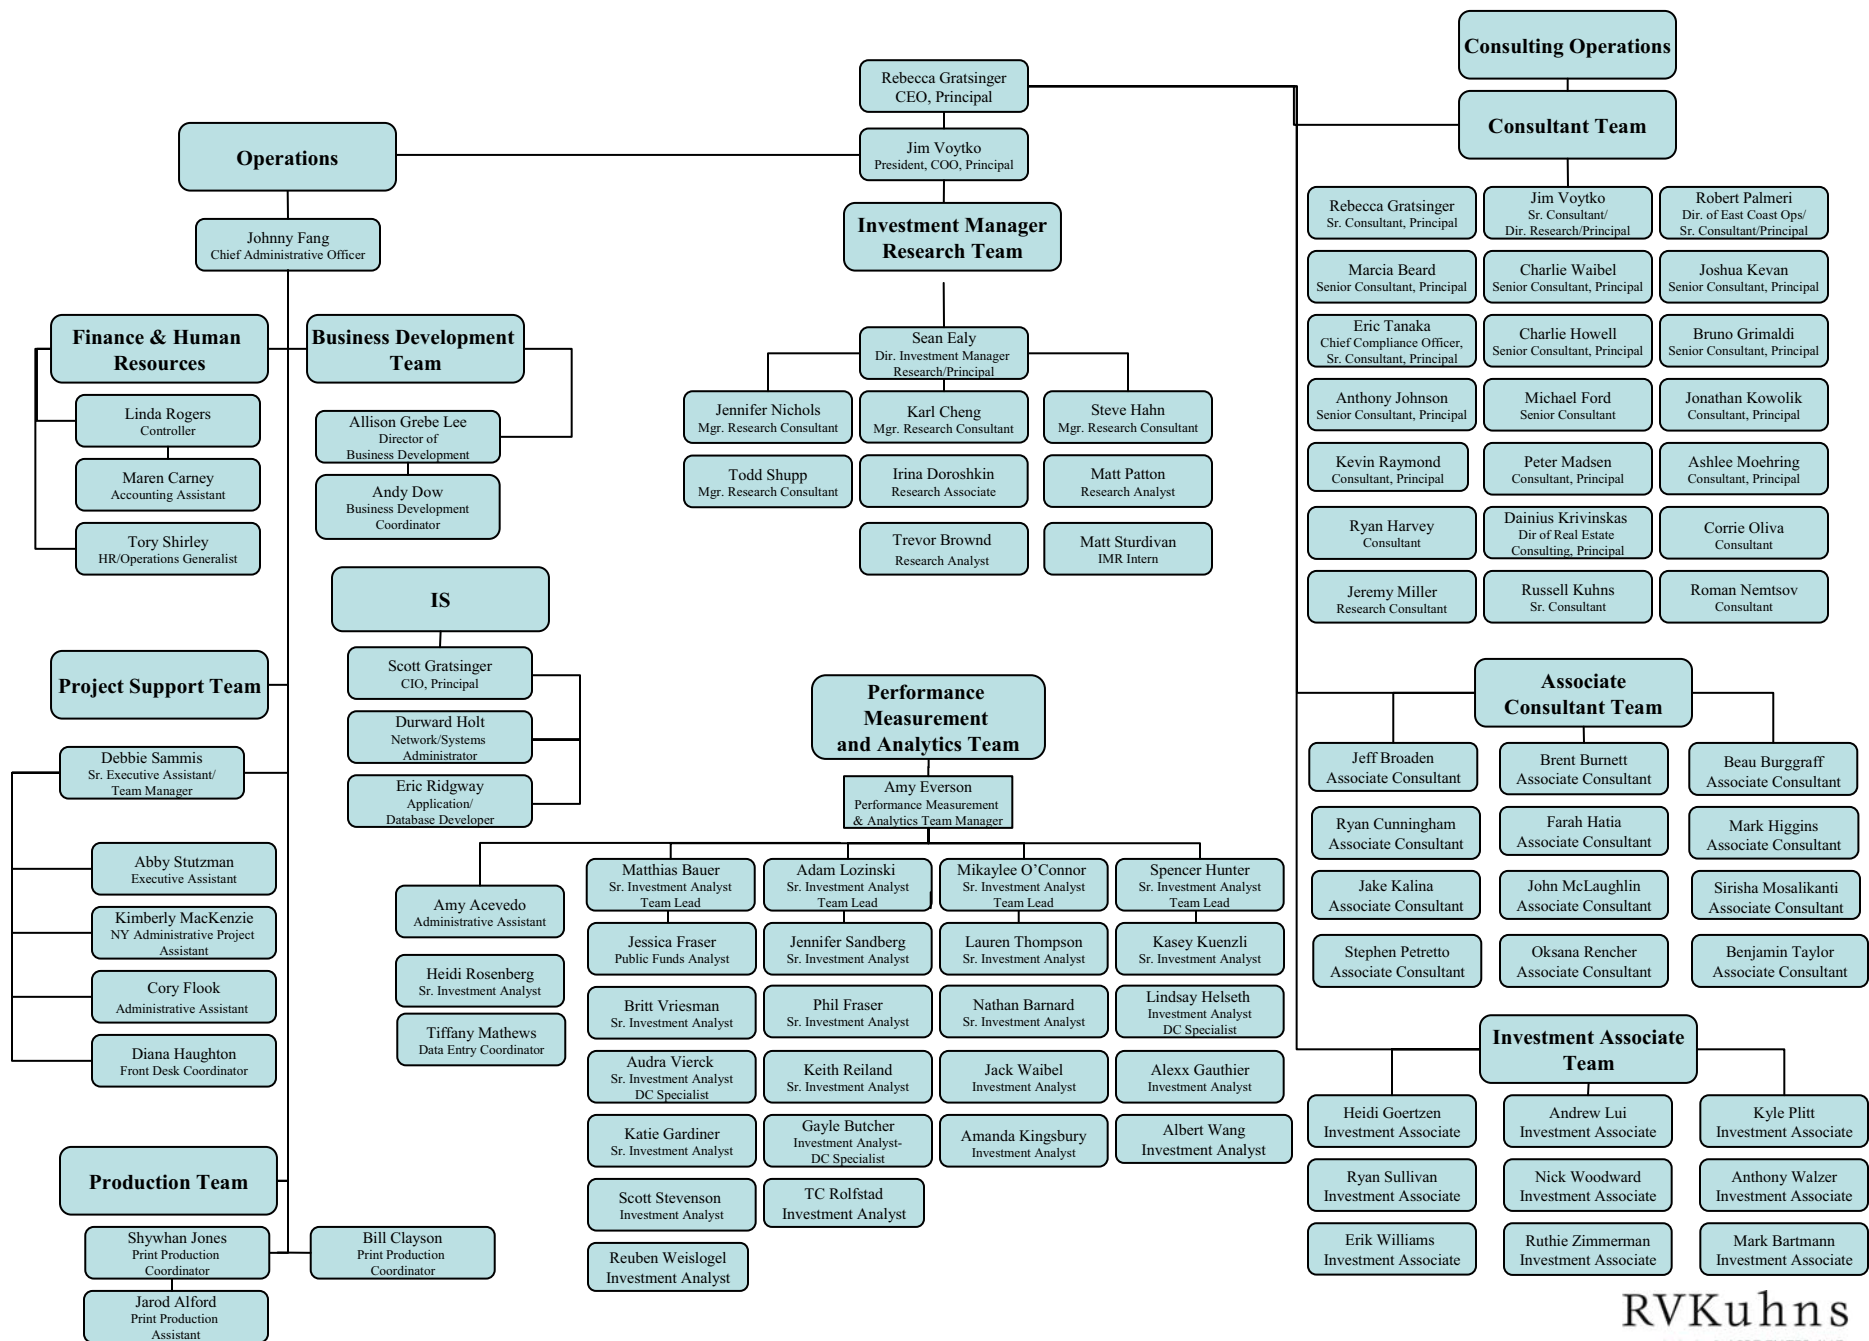 Consulting Operations
Rebecca Gratsinger
CEO, Principal
Consultant Team
Operations
Jim Voytko
President, COO, Principal
Johnny Fang
Chief Administrative Officer
Investment Manager
Research Team
Rebecca Gratsinger
Sr. Consultant, Principal
Jim Voytko
Sr. Consultant/
Dir. Research/Principal
Robert Palmeri
Dir. of East Coast Ops/
Sr. Consultant/Principal
Marcia Beard
Senior Consultant, Principal
Charlie Waibel
Senior Consultant, Principal
Joshua Kevan
Senior Consultant, Principal
Eric Tanaka
Chief Compliance Officer,
Sr. Consultant, Principal
Charlie Howell
Senior Consultant, Principal
Bruno Grimaldi
Senior Consultant, Principal
Anthony Johnson
Senior Consultant, Principal
Michael Ford
Senior Consultant
Jonathan Kowolik
Consultant, Principal
Kevin Raymond
Consultant, Principal
Peter Madsen
Consultant, Principal
Ashlee Moehring
Consultant, Principal
Ryan Harvey
Consultant
Dainius Krivinskas
Dir of Real Estate
Consulting, Principal
Corrie Oliva
Consultant
Jeremy Miller
Research Consultant
Russell Kuhns
Sr. Consultant
Roman Nemtsov
Consultant
Finance & Human
Resources
Linda Rogers
Controller
Maren Carney
Accounting Assistant
Tory Shirley
HR/Operations Generalist
Business Development
Team
Allison Grebe Lee
Director of
Business Development
Andy Dow
Business Development
Coordinator
Sean Ealy
Dir. Investment Manager
Research/Principal
Jennifer Nichols
Mgr. Research Consultant
Karl Cheng
Mgr. Research Consultant
Steve Hahn
Mgr. Research Consultant
Todd Shupp
Mgr. Research Consultant
Irina Doroshkin
Research Associate
Matt Patton
Research Analyst
Trevor Brownd
Research Analyst
Matt Sturdivan
IMR Intern
IS
Scott Gratsinger
CIO, Principal
Durward Holt
Network/Systems
Administrator
Eric Ridgway
Application/
Database Developer
Project Support Team
Debbie Sammis
Sr. Executive Assistant/
Team Manager
Abby Stutzman
Executive Assistant
Kimberly MacKenzie
NY Administrative Project
Assistant
Cory Flook
Administrative Assistant
Diana Haughton
Front Desk Coordinator
Production Team
Shywhan Jones
Print Production
Coordinator
Bill Clayson
Print Production
Coordinator
Jarod Alford
Print Production
Assistant
Performance
Measurement
and Analytics Team
Amy Everson
Performance Measurement
& Analytics Team Manager
Amy Acevedo
Administrative Assistant
Heidi Rosenberg
Sr. Investment Analyst
Tiffany Mathews
Data Entry Coordinator
Matthias Bauer
Sr. Investment Analyst
Team Lead
Jessica Fraser
Public Funds Analyst
Britt Vriesman
Sr. Investment Analyst
Audra Vierck
Sr. Investment Analyst
DC Specialist
Katie Gardiner
Sr. Investment Analyst
Scott Stevenson
Investment Analyst
Reuben Weislogel
Investment Analyst
Adam Lozinski
Sr. Investment Analyst
Team Lead
Jennifer Sandberg
Sr. Investment Analyst
Phil Fraser
Sr. Investment Analyst
Keith Reiland
Sr. Investment Analyst
Gayle Butcher
Investment Analyst-
DC Specialist
TC Rolfstad
Investment Analyst
Mikaylee O’Connor
Sr. Investment Analyst
Team Lead
Lauren Thompson
Sr. Investment Analyst
Nathan Barnard
Sr. Investment Analyst
Jack Waibel
Investment Analyst
Amanda Kingsbury
Investment Analyst
Spencer Hunter
Sr. Investment Analyst
Team Lead
Kasey Kuenzli
Sr. Investment Analyst
Lindsay Helseth
Investment Analyst
DC Specialist
Alexx Gauthier
Investment Analyst
Albert Wang
Investment Analyst
Associate
Consultant Team
Jeff Broaden
Associate Consultant
Brent Burnett
Associate Consultant
Beau Burggraff
Associate Consultant
Ryan Cunningham
Associate Consultant
Farah Hatia
Associate Consultant
Mark Higgins
Associate Consultant
Jake Kalina
Associate Consultant
John McLaughlin
Associate Consultant
Sirisha Mosalikanti
Associate Consultant
Stephen Petretto
Associate Consultant
Oksana Rencher
Associate Consultant
Benjamin Taylor
Associate Consultant
Investment Associate
Team
Heidi Goertzen
Investment Associate
Andrew Lui
Investment Associate
Kyle Plitt
Investment Associate
Ryan Sullivan
Investment Associate
Nick Woodward
Investment Associate
Anthony Walzer
Investment Associate
Erik Williams
Investment Associate
Ruthie Zimmerman
Investment Associate
Mark Bartmann
Investment Associate
RVKuhns